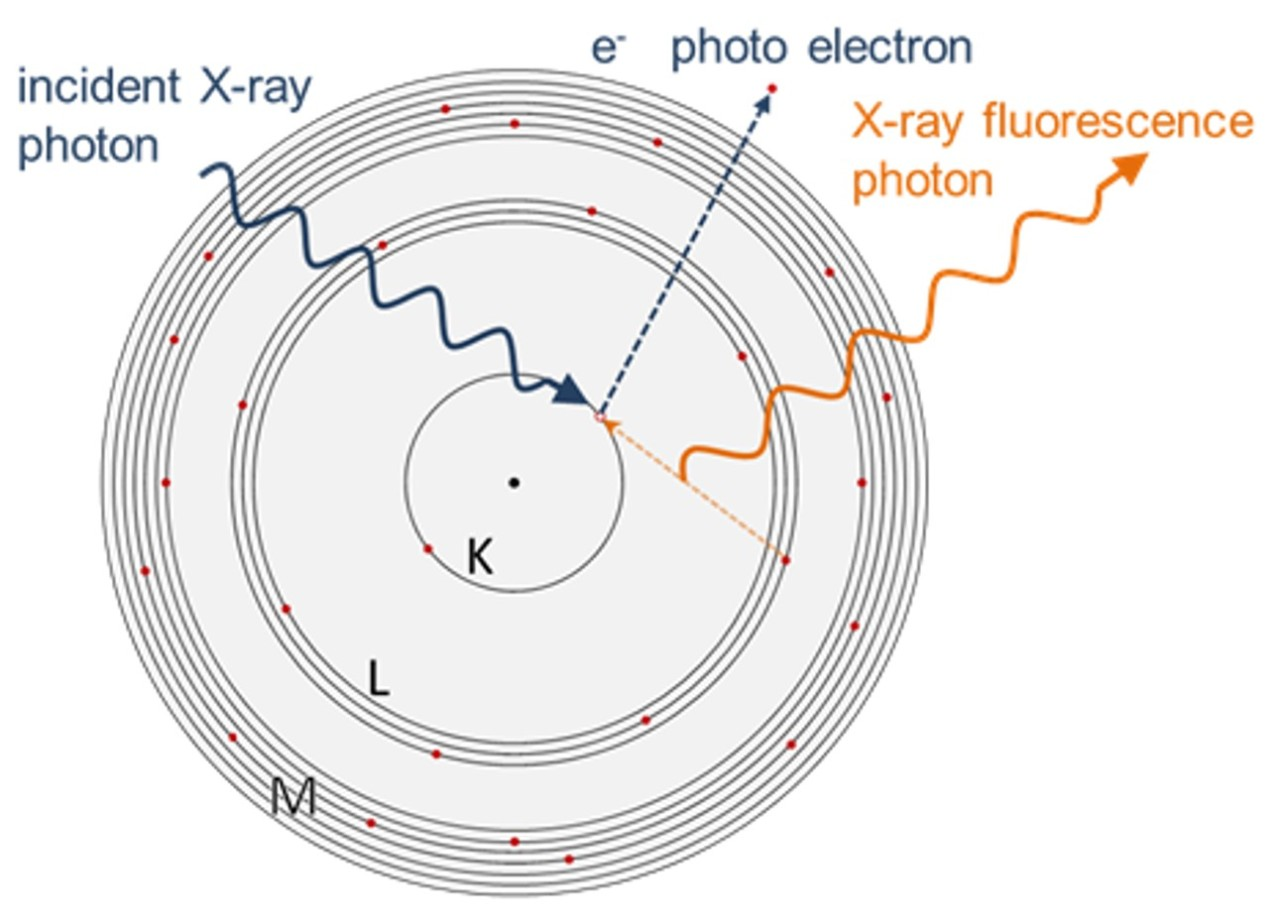 e⁻ photo electron
incident X-ray
photon
X-ray fluorescence
photon
K
L
M